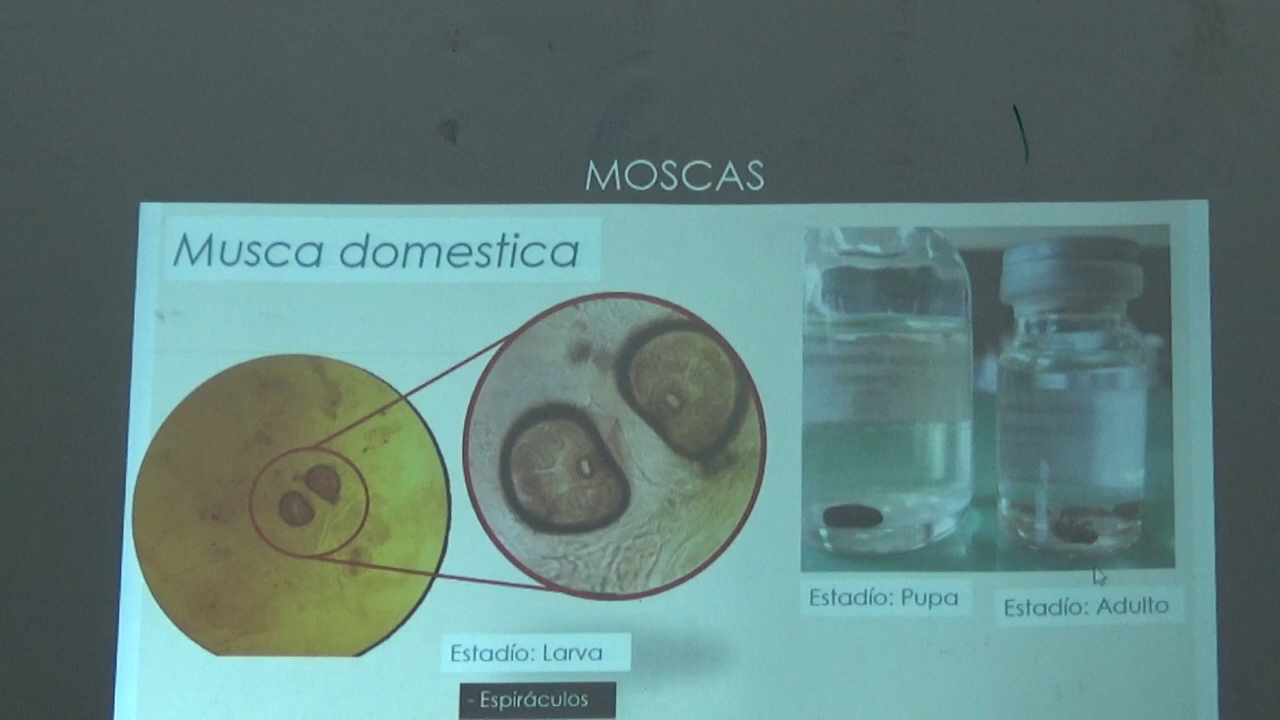 MOSCAS
Musca domestica
Estadío: Pupa
Estadío: Adulto
Estadío: Larva
- Espiráculos